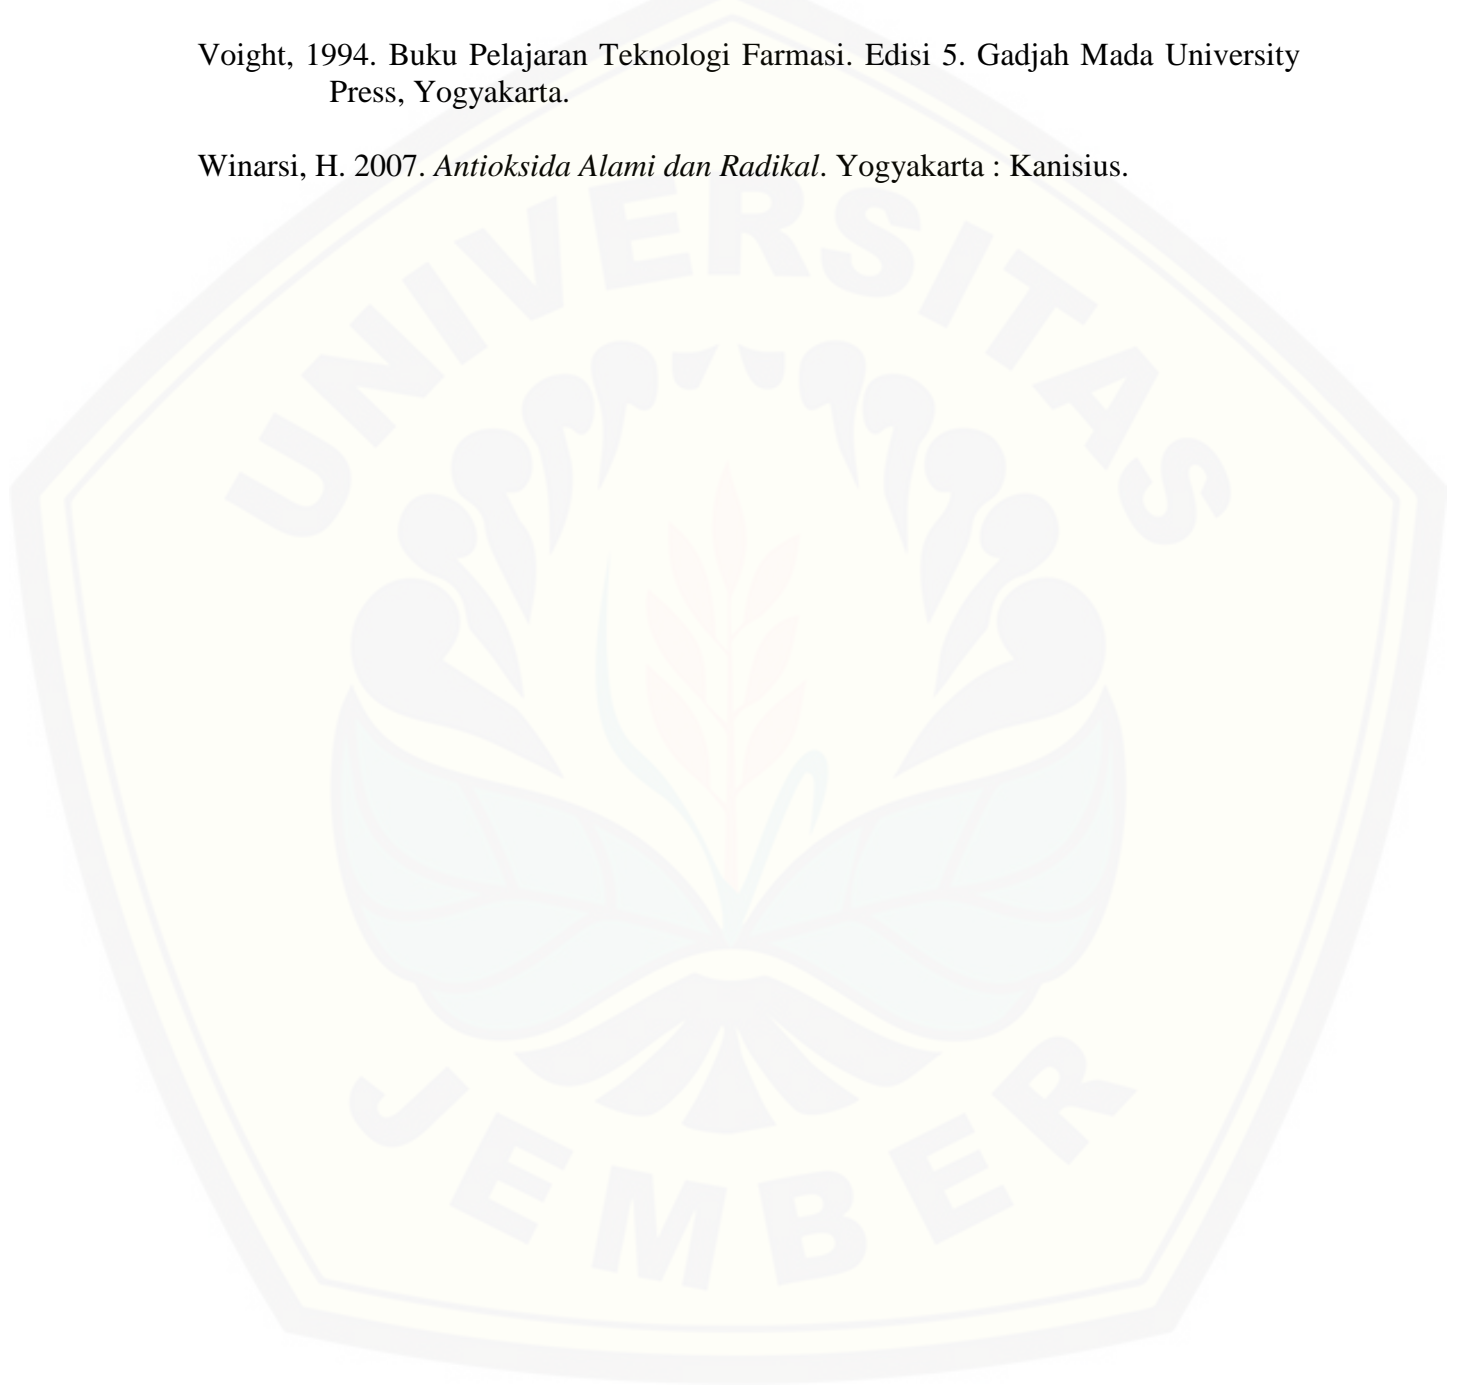 Voight, 1994. Buku Pelajaran Teknologi Farmasi. Edisi 5. Gadjah Mada University
Press, Yogyakarta.
Winarsi, H. 2007. Antioksida Alami dan Radikal. Yogyakarta : Kanisius.
UNIVERSITAS
JEMBER